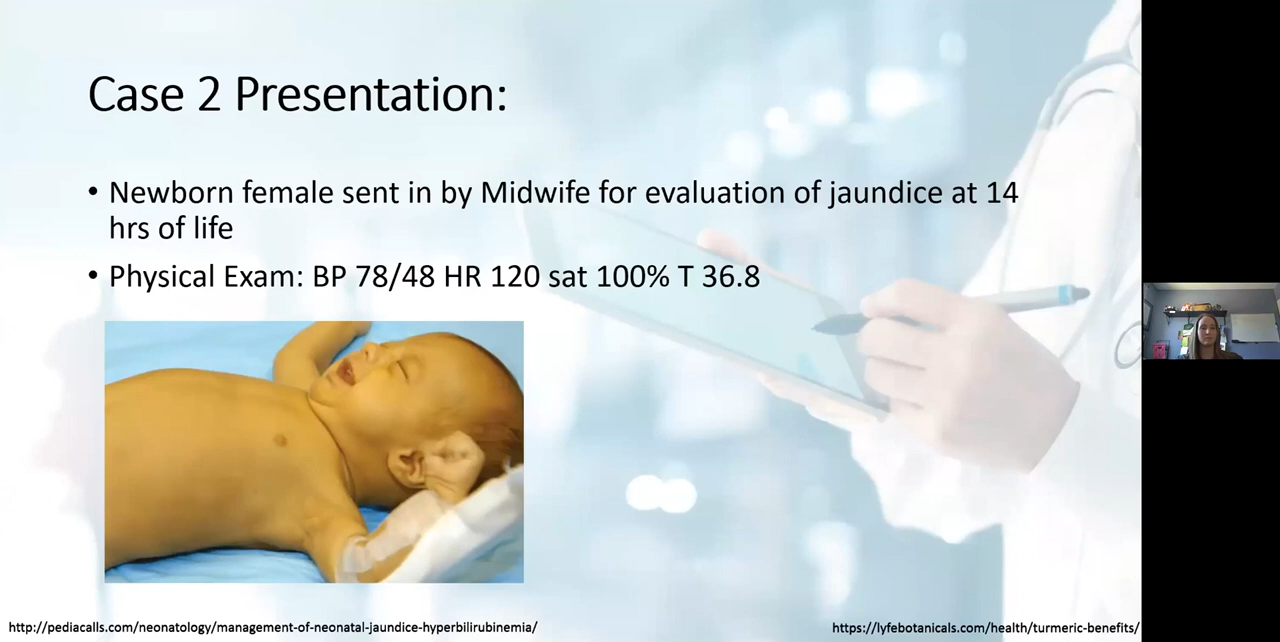 Case 2 Presentation:
• Newborn female sent in by Midwife for evaluation of jaundice at 14
hrs of life
• Physical Exam: BP 78/48 HR 120 sat 100% T 36.8
http://pediacalls.com/neonatology/management-of-neonatal-jaundice-hyperbilirubinemia/
https://lyfebotanicals.com/health/turmeric-benefits/